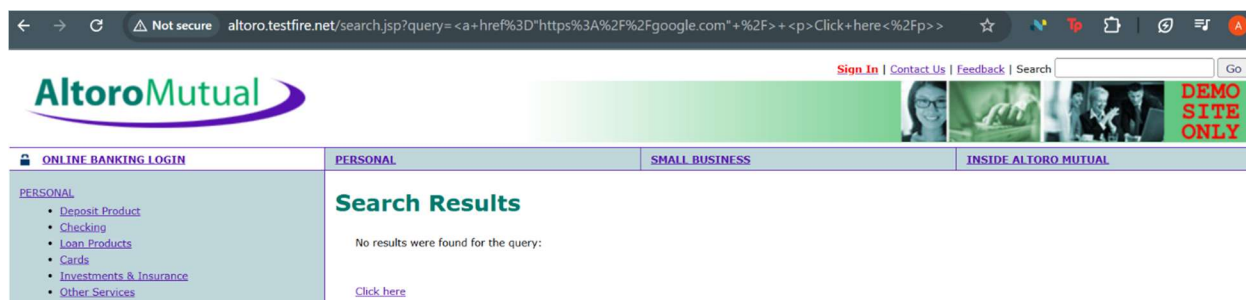 Not secure altoro.testfire.net/search.jsp?query=<a+href%3D"https%3A%2F%2Fgoogle.com"+%2F>+<p>Click+here<%2Fp>>
Tp
A
Sign In | Contact Us | Feedback | Search Go
AltoroMutual
DEMO
SITE
ONLY
ONLINE BANKING LOGIN PERSONAL SMALL BUSINESS INSIDE ALTORO MUTUAL
PERSONAL
• Deposit Product
• Checking
• Loan Products
• Cards
• Investments & Insurance
• Other Services
Search Results
No results were found for the query:
Click here